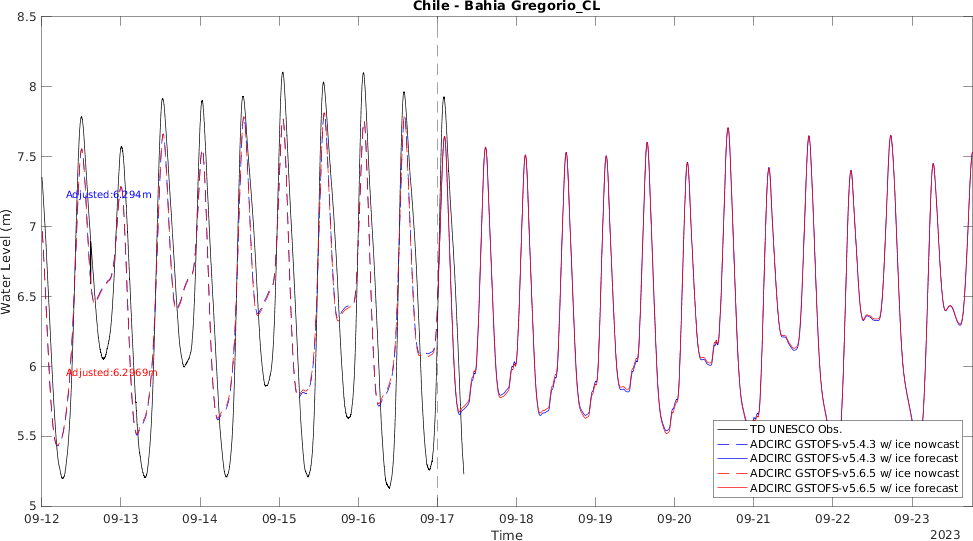 Chile - Bahia Gregorio_CL
8.5
8
7.5
7
6.5
6
5.5
5
Water Level (m)
Adjusted:6.294m
Adjusted:6.2969m
TD UNESCO Obs.
ADCIRC GSTOFS-v5.4.3 w/ ice nowcast
ADCIRC GSTOFS-v5.4.3 w/ ice forecast
ADCIRC GSTOFS-v5.6.5 w/ ice nowcast
ADCIRC GSTOFS-v5.6.5 w/ ice forecast
09-12 09-13 09-14 09-15 09-16 09-17 09-18 09-19 09-20 09-21 09-22 09-23
Time
2023